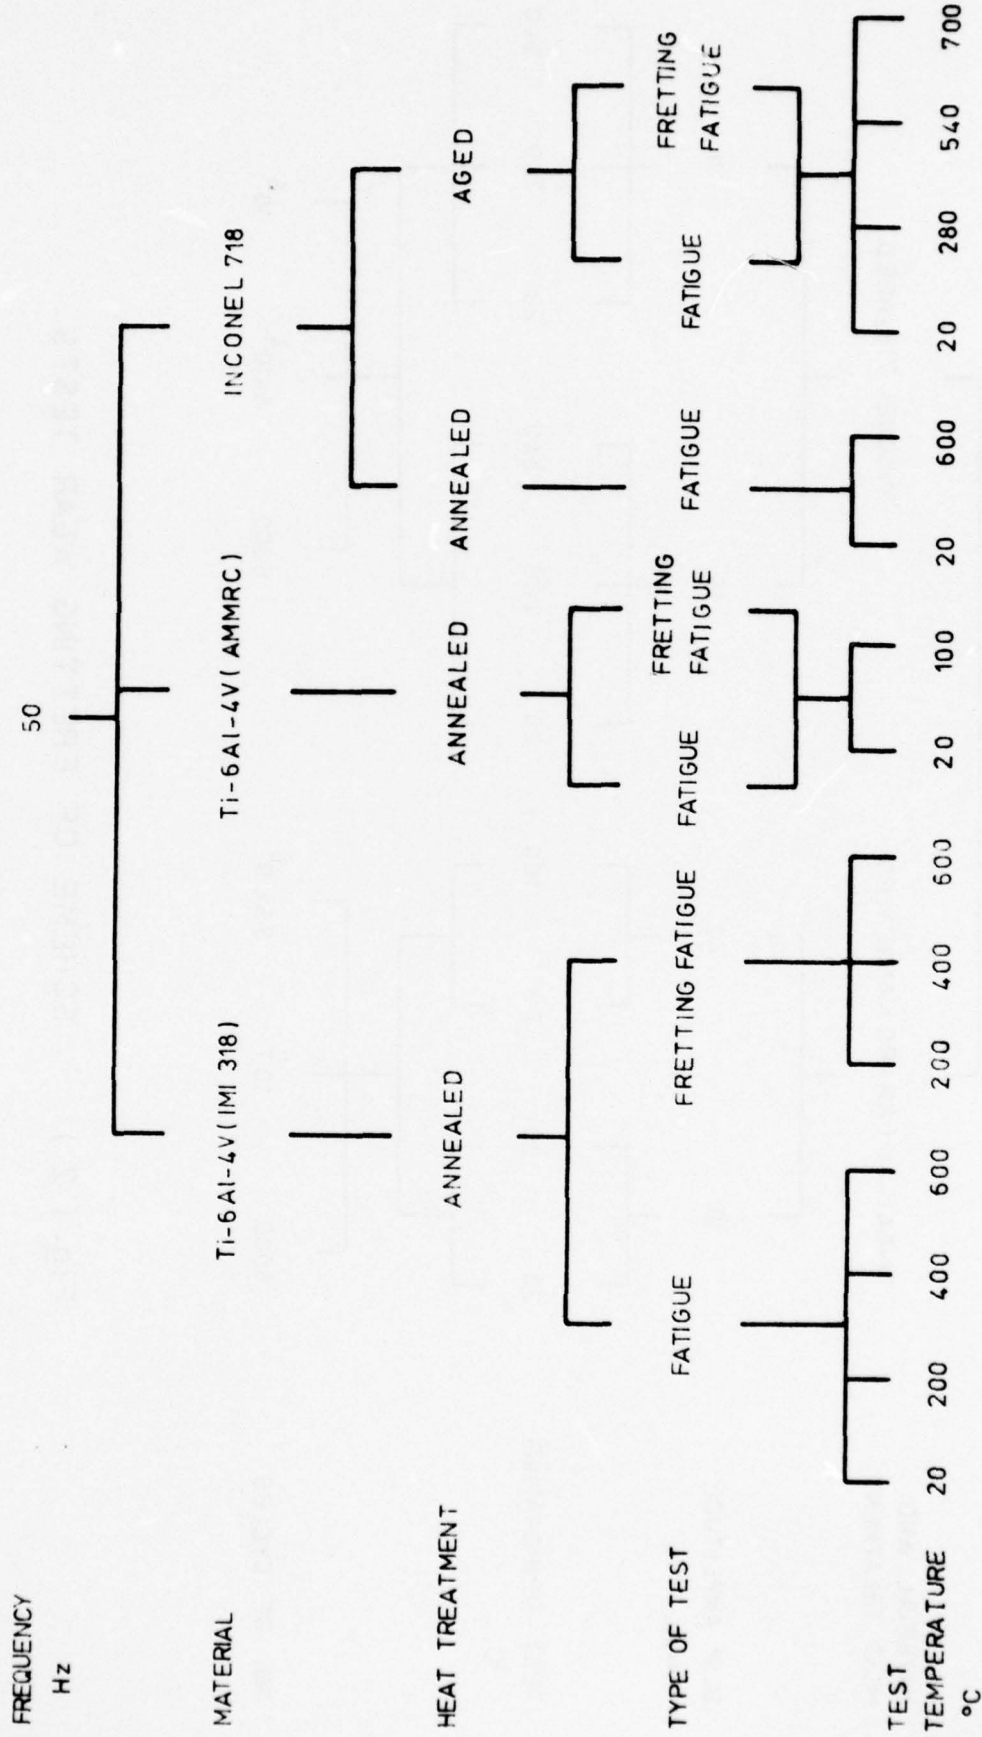 FREQUENCY 50
Hz
MATERIAL Ti-6Al-4V(IMI 318) Ti-6Al-4V(AMMRC) INCONEL 718
HEAT TREATMENT ANNEALED ANNEALED ANNEALED AGED
TYPE OF TEST FATIGUE FRETTING FATIGUE FATIGUE FRETTING FATIGUE FATIGUE FATIGUE FRETTING FATIGUE
TEST
TEMPERATURE 20 200 400 600 200 400 600 20 100 20 600 20 280 540 700
°C